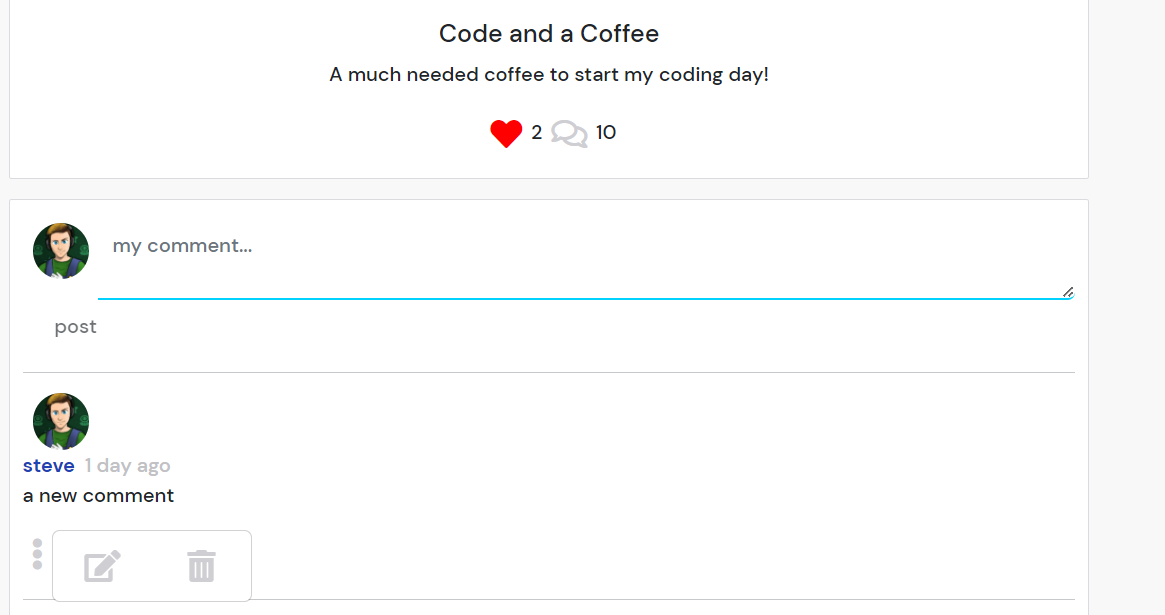 Code and a Coffee
A much needed coffee to start my coding day!
2 10
my comment...
post
steve 1 day ago
a new comment